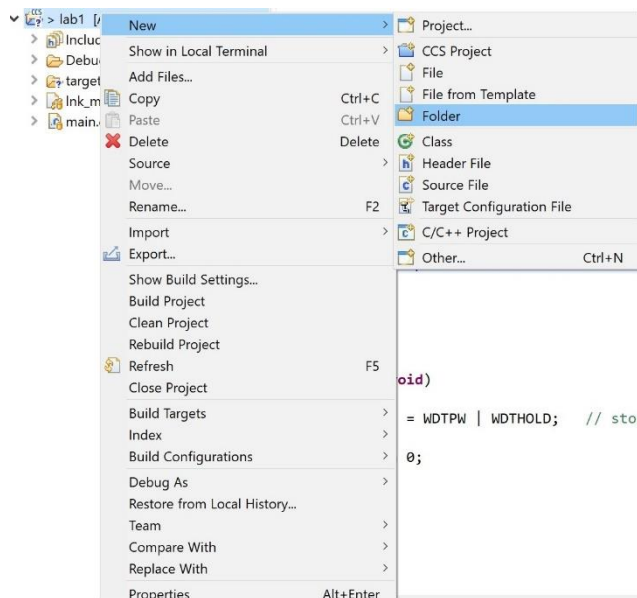 CCS
> lab1 [
Includ
Debu
target
lnk_m
main.
New
Show in Local Terminal
Add Files...
Copy Ctrl+C
Paste Ctrl+V
Delete Delete
Source
Move...
Rename... F2
Import
Export...
Show Build Settings...
Build Project
Clean Project
Rebuild Project
Refresh F5
Close Project
Build Targets
Index
Build Configurations
Debug As
Restore from Local History...
Team
Compare With
Replace With
Properties Alt+Enter
Project...
CCS Project
File
File from Template
Folder
Class
Header File
Source File
Target Configuration File
C/C++ Project
Other... Ctrl+N
oid)
= WDTPW | WDTHOLD; // sto
0;